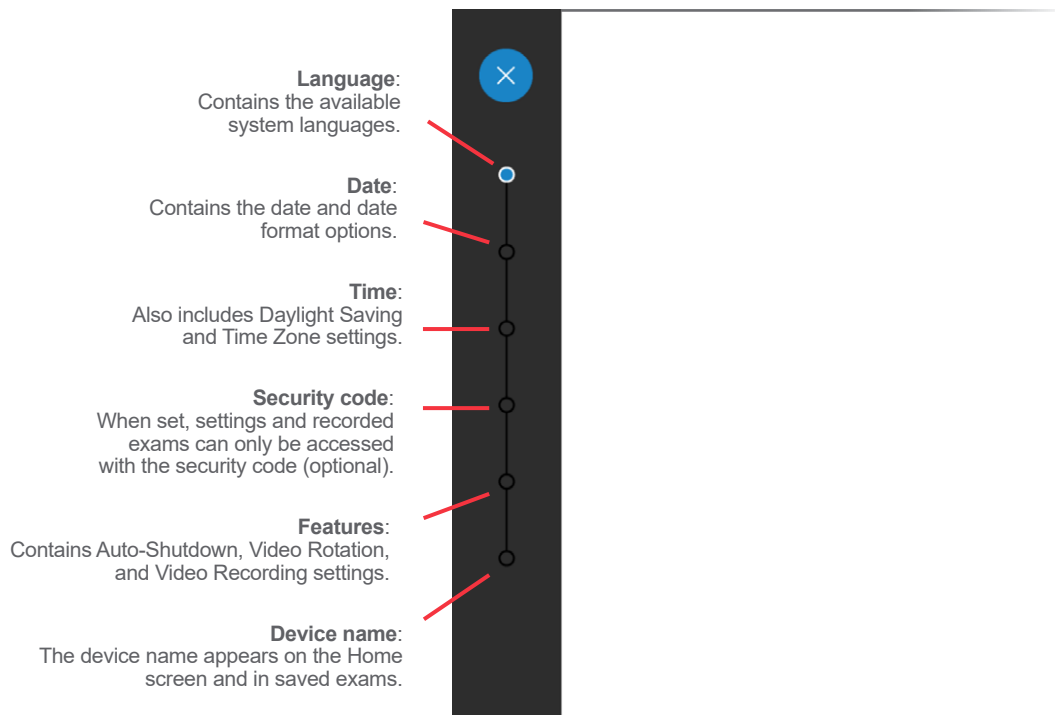 Language:
Contains the available
system languages.
Date:
Contains the date and date
format options.
Time:
Also includes Daylight Saving
and Time Zone settings.
Security code:
When set, settings and recorded
exams can only be accessed
with the security code (optional).
Features:
Contains Auto-Shutdown, Video Rotation,
and Video Recording settings.
Device name:
The device name appears on the Home
screen and in saved exams.